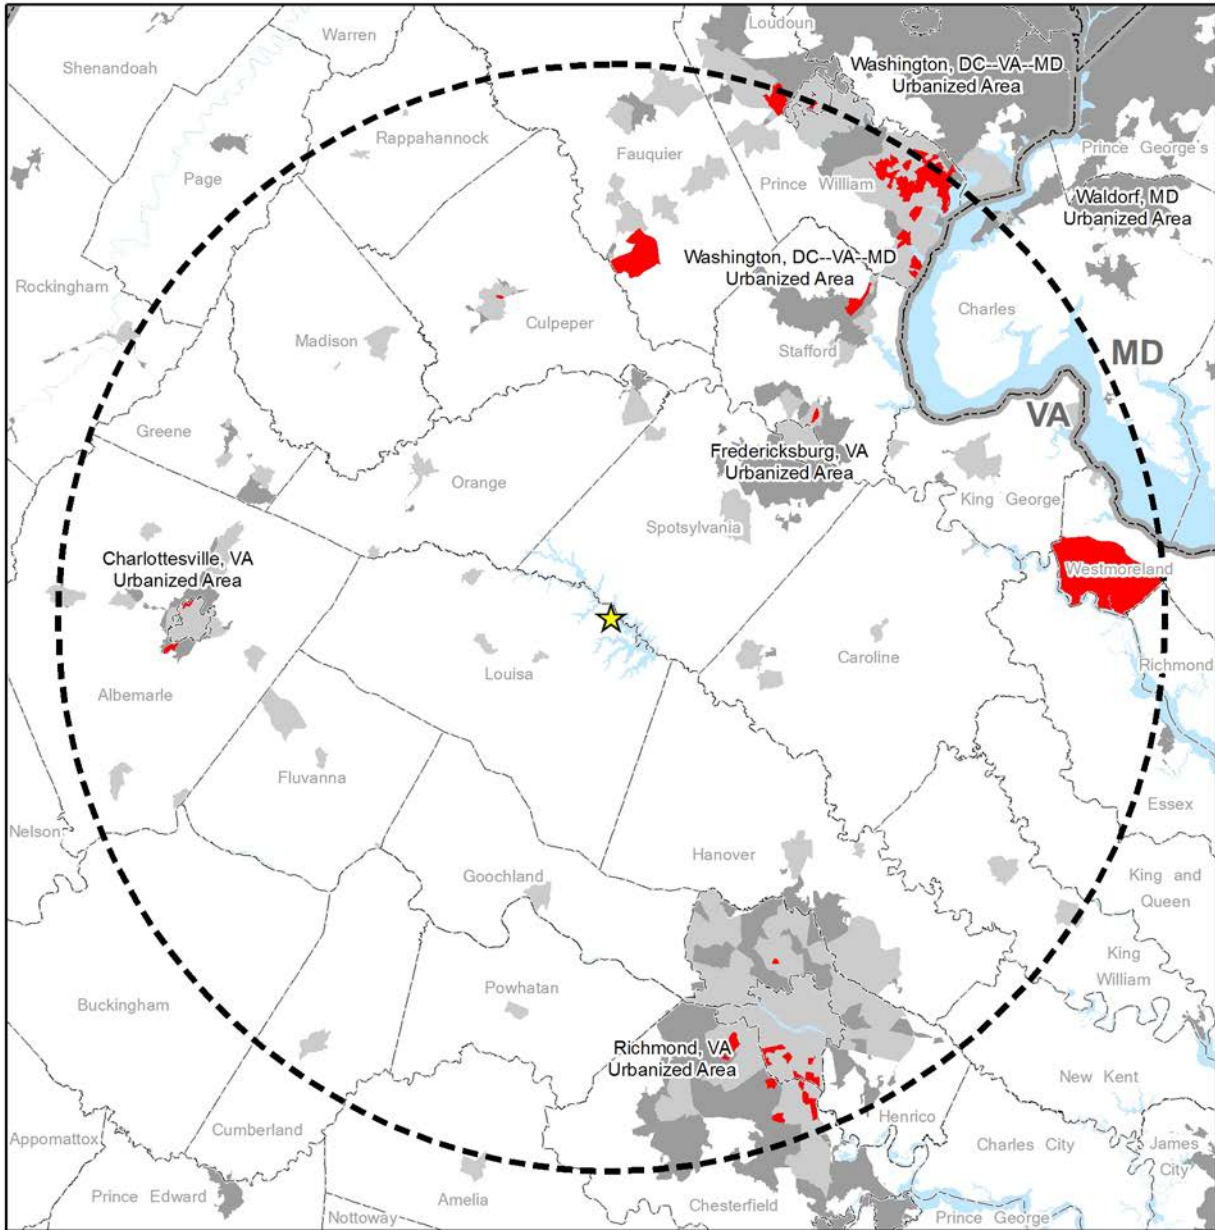 Loudoun
Warren
Shenandoah
Washington, DC--VA--MD
Urbanized Area
Rappahannock
Fauquier
Prince George's
Page
Prince William
Waldorf, MD
Urbanized Area
Washington, DC--VA--MD
Urbanized Area
Rockingham
Culpeper
Charles
Madison
Stafford
MD
VA
Greene
Fredericksburg, VA
Urbanized Area
Orange
King George
Spotsylvania
Charlottesville, VA
Urbanized Area
Westmoreland
Caroline
Richmond
Louisa
Albemarle
Fluvanna
Essex
Nelson
Hanover
Goochland
King and
Queen
King
William
Powhatan
Buckingham
Richmond, VA
Urbanized Area
New Kent
Henrico
Cumberland
Appomattox
Charles City
James
City
Prince Edward
Amelia
Chesterfield
Nottoway
Prince George